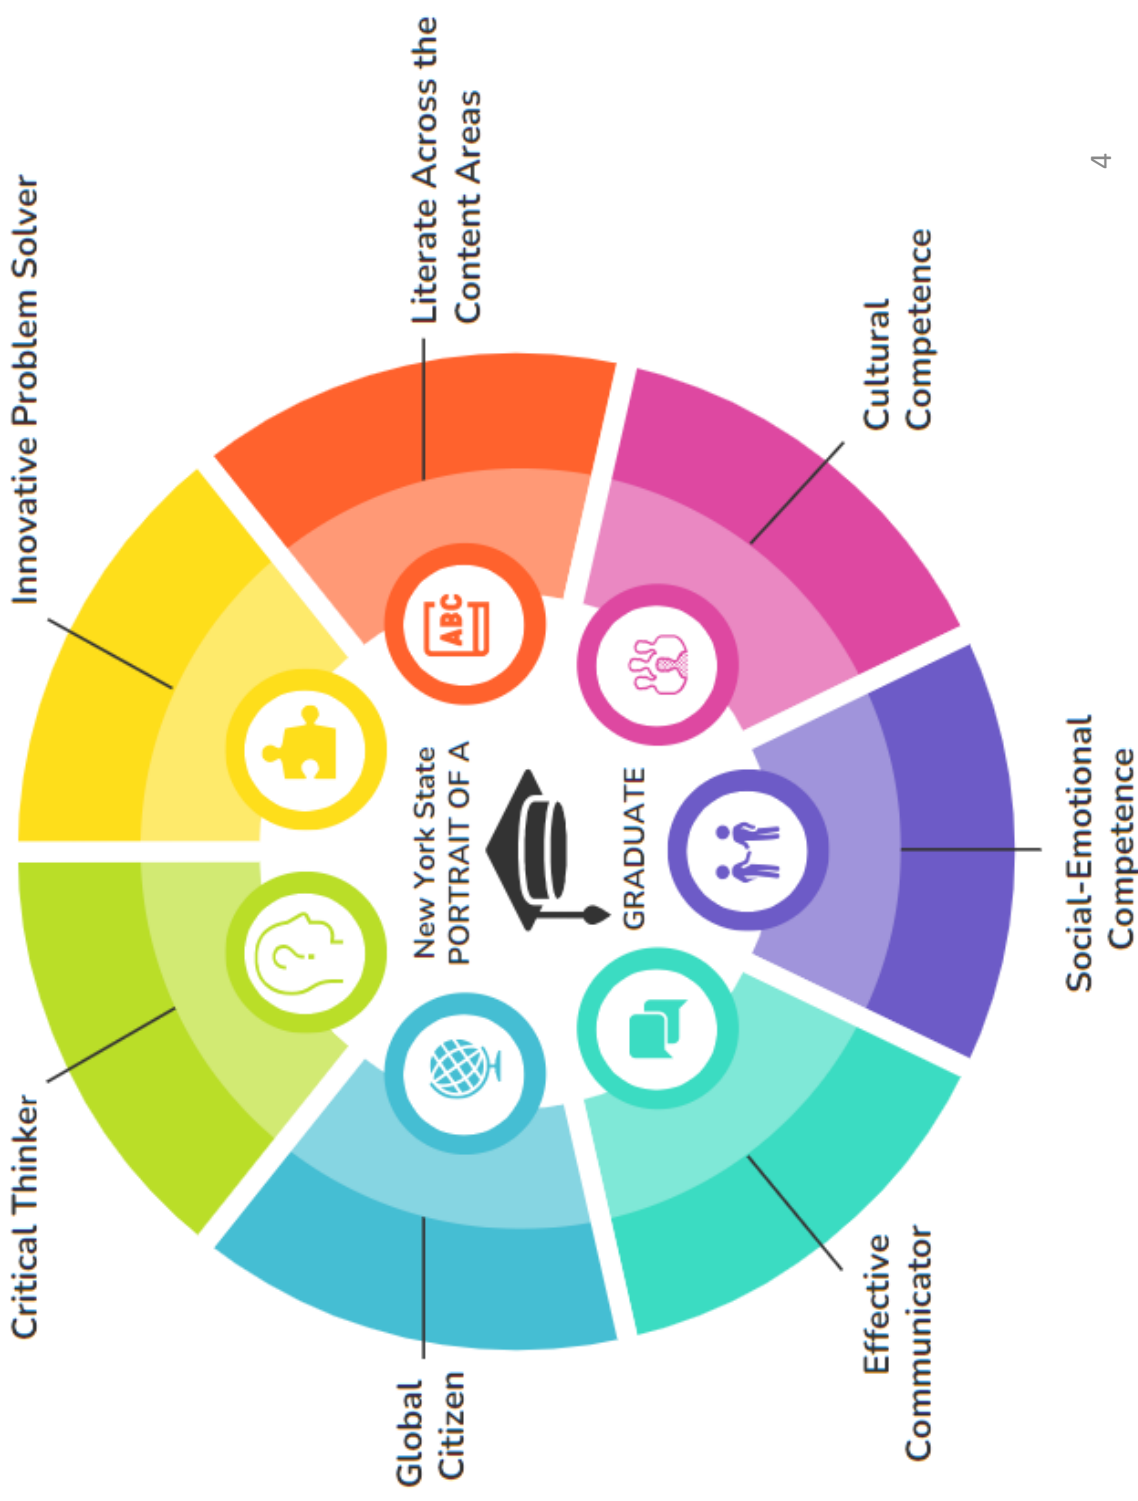 Critical Thinker
Innovative Problem Solver
Global
Citizen
Literate Across the
Content Areas
?
ABC
New York State
PORTRAIT OF A
GRADUATE
Effective
Communicator
Cultural
Competence
Social-Emotional
Competence
4